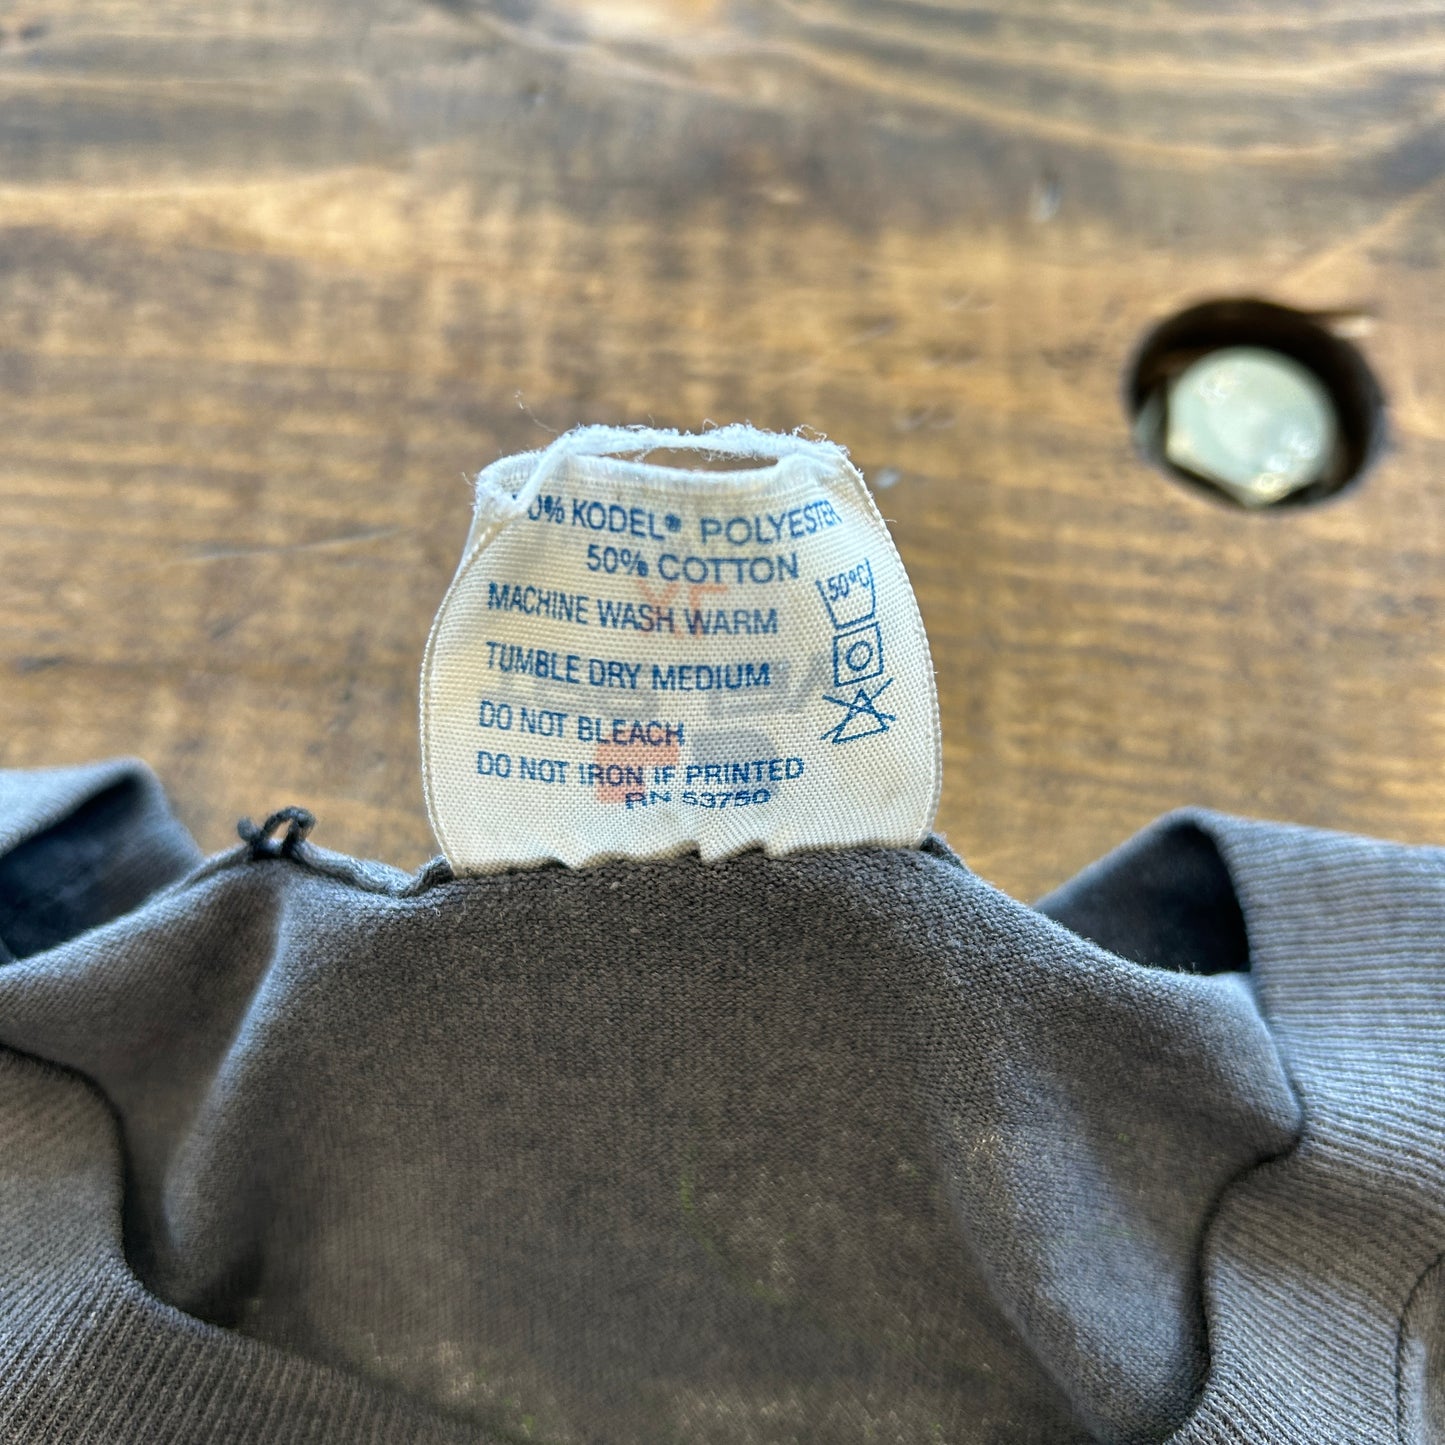 0% KODEL® POLYESTER
50% COTTON
MACHINE WASH WARM
50°C
TUMBLE DRY MEDIUM
DO NOT BLEACH
DO NOT IRON IF PRINTED
RN 53750